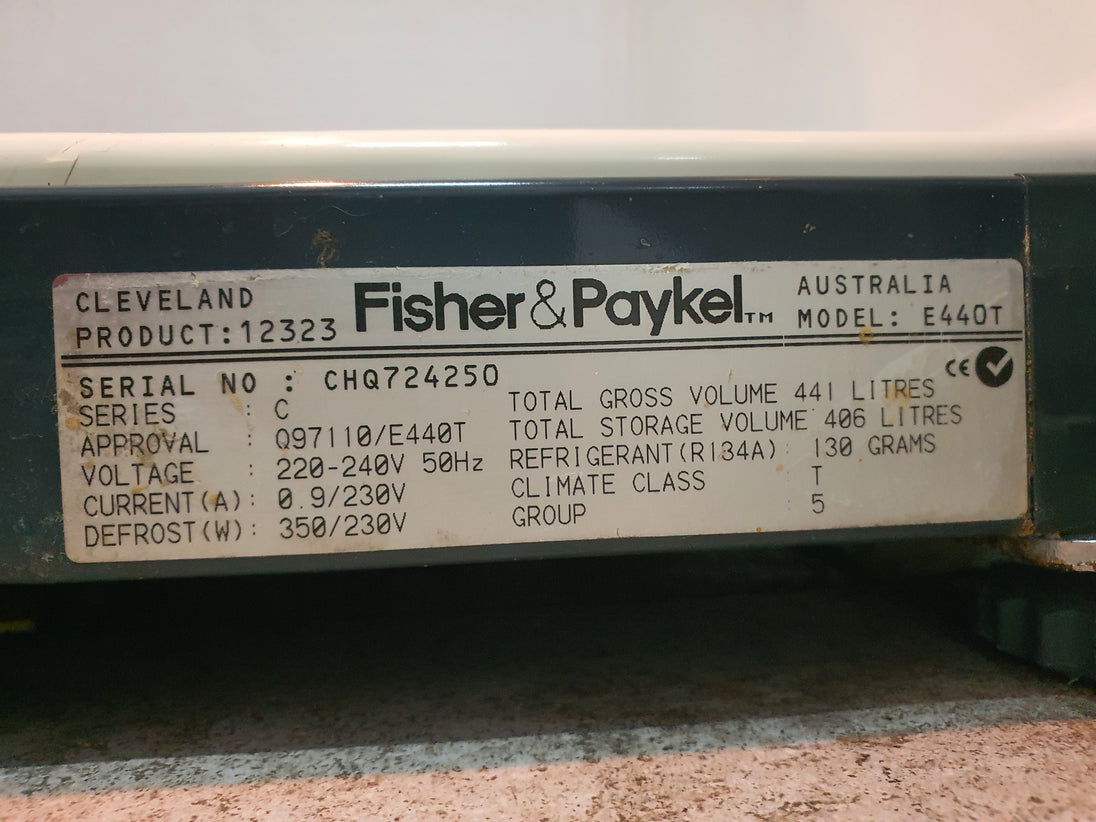 CLEVELAND
PRODUCT:12323
Fisher&Paykel™
AUSTRALIA
MODEL: E440T
SERIAL NO : CHQ724250
SERIES : C
APPROVAL : Q97110/E440T
VOLTAGE : 220-240V 50Hz
CURRENT(A): 0.9/230V
DEFROST(W): 350/230V
TOTAL GROSS VOLUME 441 LITRES
TOTAL STORAGE VOLUME 406 LITRES
REFRIGERANT(R134A): 130 GRAMS
CLIMATE CLASS : T
GROUP : 5
CE